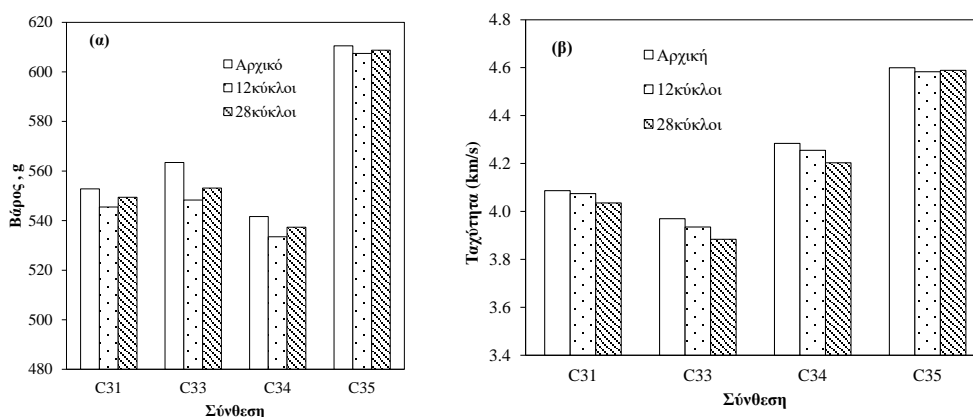 (α)
Βάρος , g
620
600
580
560
540
520
500
480
Αρχικό
12κύκλοι
28κύκλοι
C31
C33
C34
C35
Σύνθεση
(β)
Ταχύτητα (km/s)
4.8
4.6
4.4
4.2
4.0
3.8
3.6
3.4
Αρχική
12κύκλοι
28κύκλοι
C31
C33
C34
C35
Σύνθεση